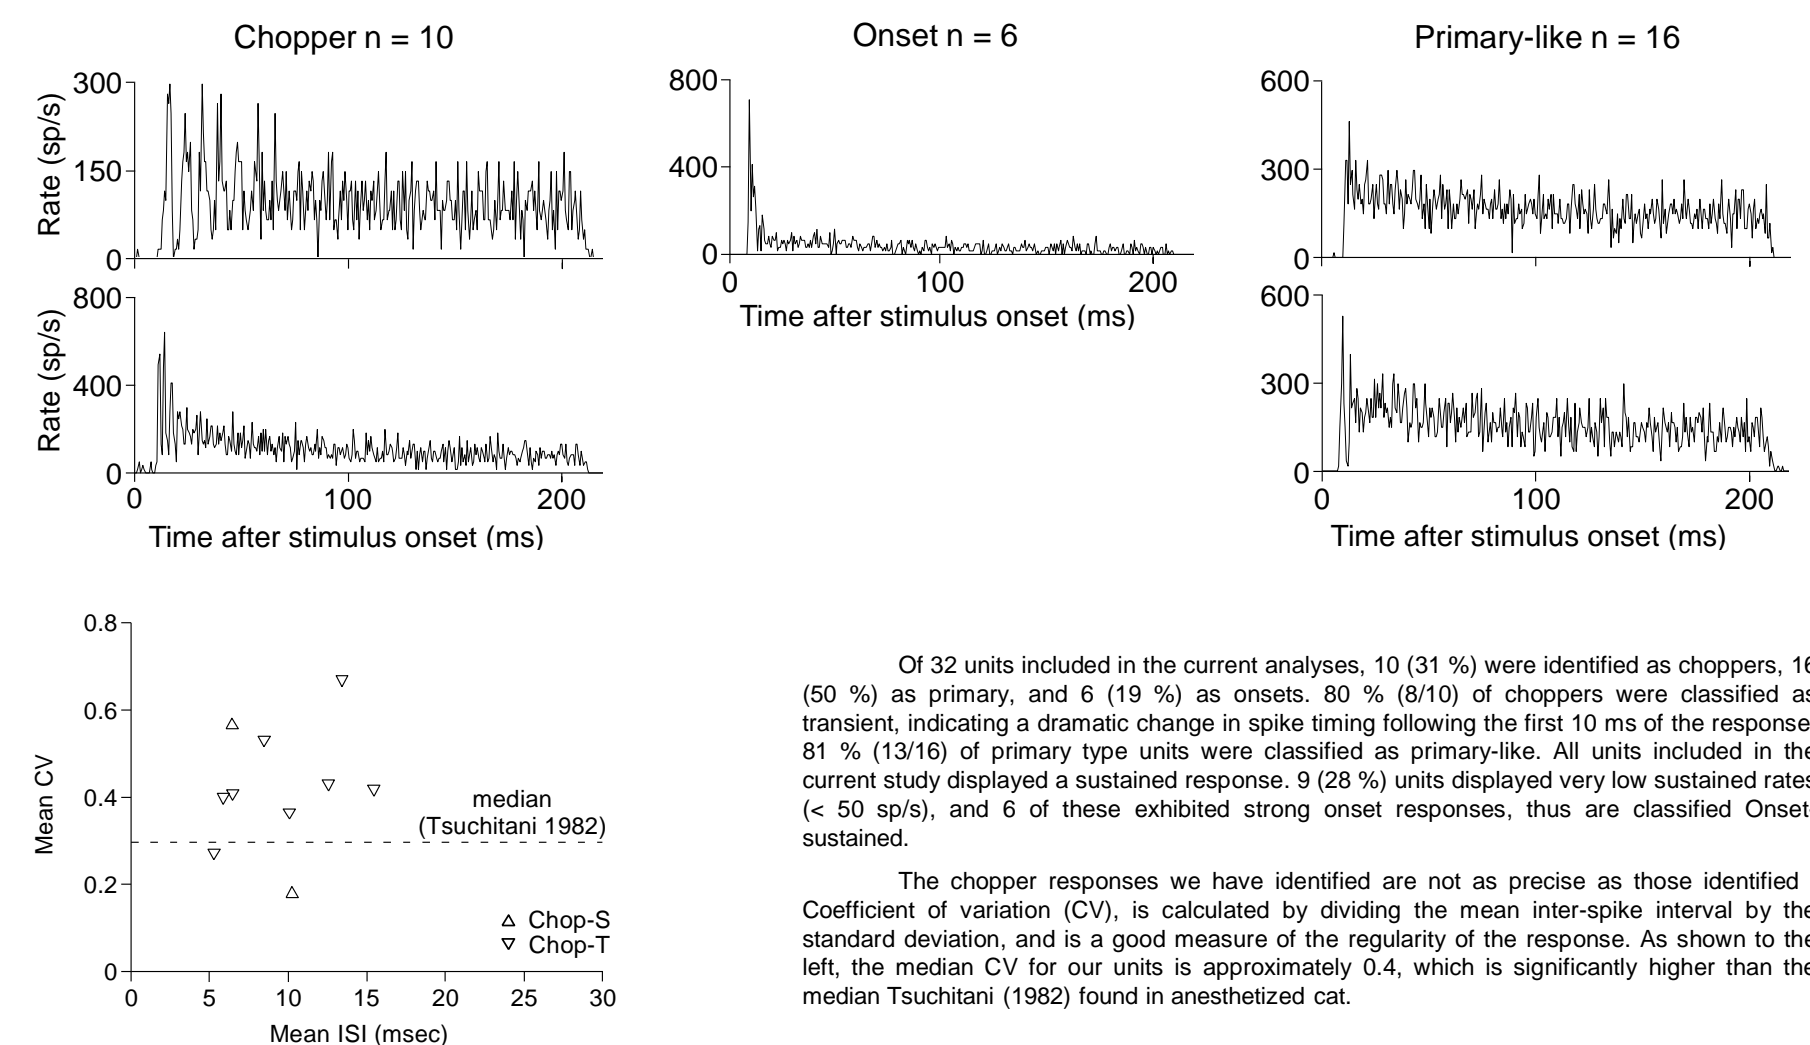 Chopper n = 10
Onset n = 6
Primary-like n = 16
300
150
0
Rate (sp/s)
800
400
0
Rate (sp/s)
0
100
200
Time after stimulus onset (ms)
800
400
0
0
100
200
Time after stimulus onset (ms)
600
300
0
600
300
0
0
100
200
Time after stimulus onset (ms)
0.8
0.6
0.4
0.2
0
Mean CV
median
(Tsuchitani 1982)
Chop-S
Chop-T
0
5
10
15
20
25
30
Mean ISI (msec)
Of 32 units included in the current analyses, 10 (31 %) were identified as choppers, 16
(50 %) as primary, and 6 (19 %) as onsets. 80 % (8/10) of choppers were classified as
transient, indicating a dramatic change in spike timing following the first 10 ms of the response
81 % (13/16) of primary type units were classified as primary-like. All units included in the
current study displayed a sustained response. 9 (28 %) units displayed very low sustained rates
(< 50 sp/s), and 6 of these exhibited strong onset responses, thus are classified Onset-
sustained.
The chopper responses we have identified are not as precise as those identified
Coefficient of variation (CV), is calculated by dividing the mean inter-spike interval by the
standard deviation, and is a good measure of the regularity of the response. As shown to the
left, the median CV for our units is approximately 0.4, which is significantly higher than the
median Tsuchitani (1982) found in anesthetized cat.